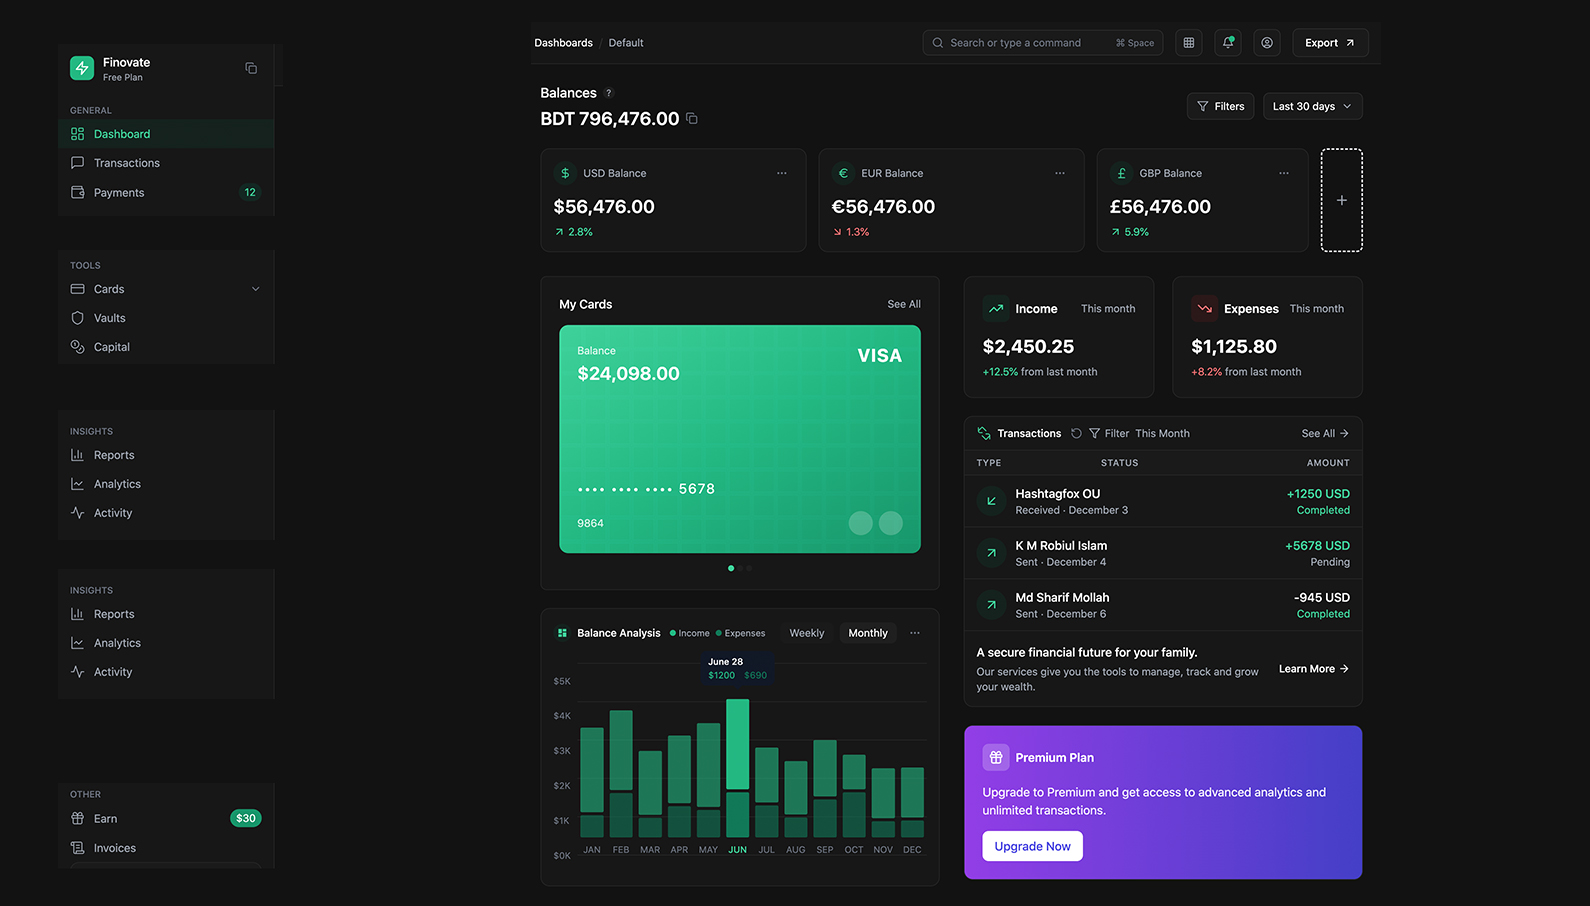 Finovate
Free Plan
GENERAL
Dashboard
Transactions
Payments 12
TOOLS
Cards
Vaults
Capital
INSIGHTS
Reports
Analytics
Activity
INSIGHTS
Reports
Analytics
Activity
OTHER
Earn $30
Invoices
Dashboards / Default
Search or type a command ⌘ Space
Export
Balances ?
BDT 796,476.00
Filters
Last 30 days
$ USD Balance
$56,476.00
2.8%
€ EUR Balance
€56,476.00
1.3%
£ GBP Balance
£56,476.00
5.9%
+
My Cards See All
Balance
VISA
$24,098.00
•••• •••• •••• 5678
9864
Income This month
$2,450.25
+12.5% from last month
Expenses This month
$1,125.80
+8.2% from last month
Transactions Filter This Month See All →
TYPE STATUS AMOUNT
Hashtagfox OU +1250 USD
Received · December 3 Completed
K M Robiul Islam +5678 USD
Sent · December 4 Pending
Md Sharif Mollah -945 USD
Sent · December 6 Completed
A secure financial future for your family.
Our services give you the tools to manage, track and grow
your wealth.
Learn More →
Balance Analysis Income Expenses Weekly Monthly
June 28
$1200 $690
$5K
$4K
$3K
$2K
$1K
$0K
JAN FEB MAR APR MAY JUN JUL AUG SEP OCT NOV DEC
Premium Plan
Upgrade to Premium and get access to advanced analytics and
unlimited transactions.
Upgrade Now